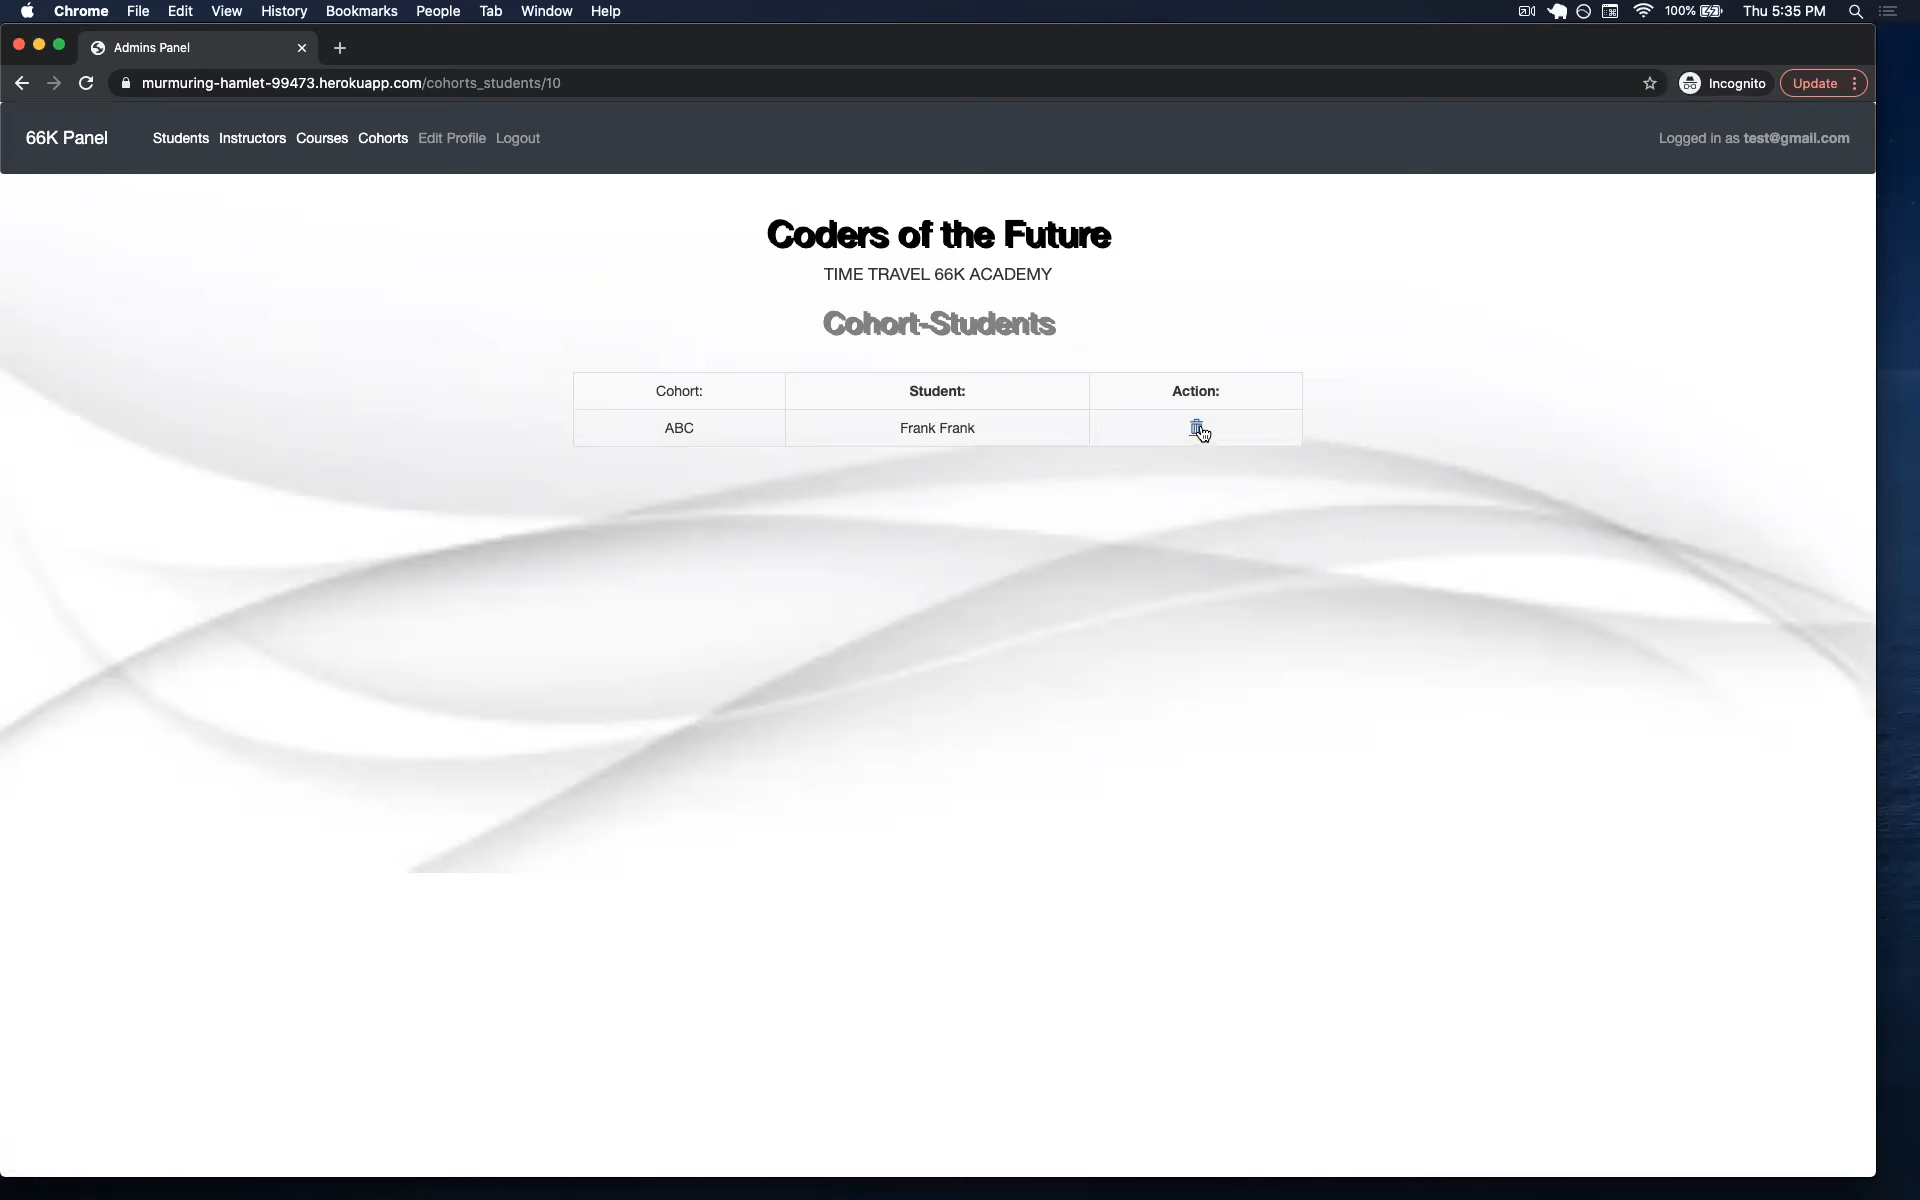 Chrome File Edit View History Bookmarks People Tab Window Help 100% Thu 5:35 PM
Admins Panel
murmuring-hamlet-99473.herokuapp.com/cohorts_students/10 Incognito Update
66K Panel Students Instructors Courses Cohorts Edit Profile Logout Logged in as test@gmail.com
Coders of the Future
TIME TRAVEL 66K ACADEMY
Cohort-Students
Cohort: Student: Action:
ABC Frank Frank